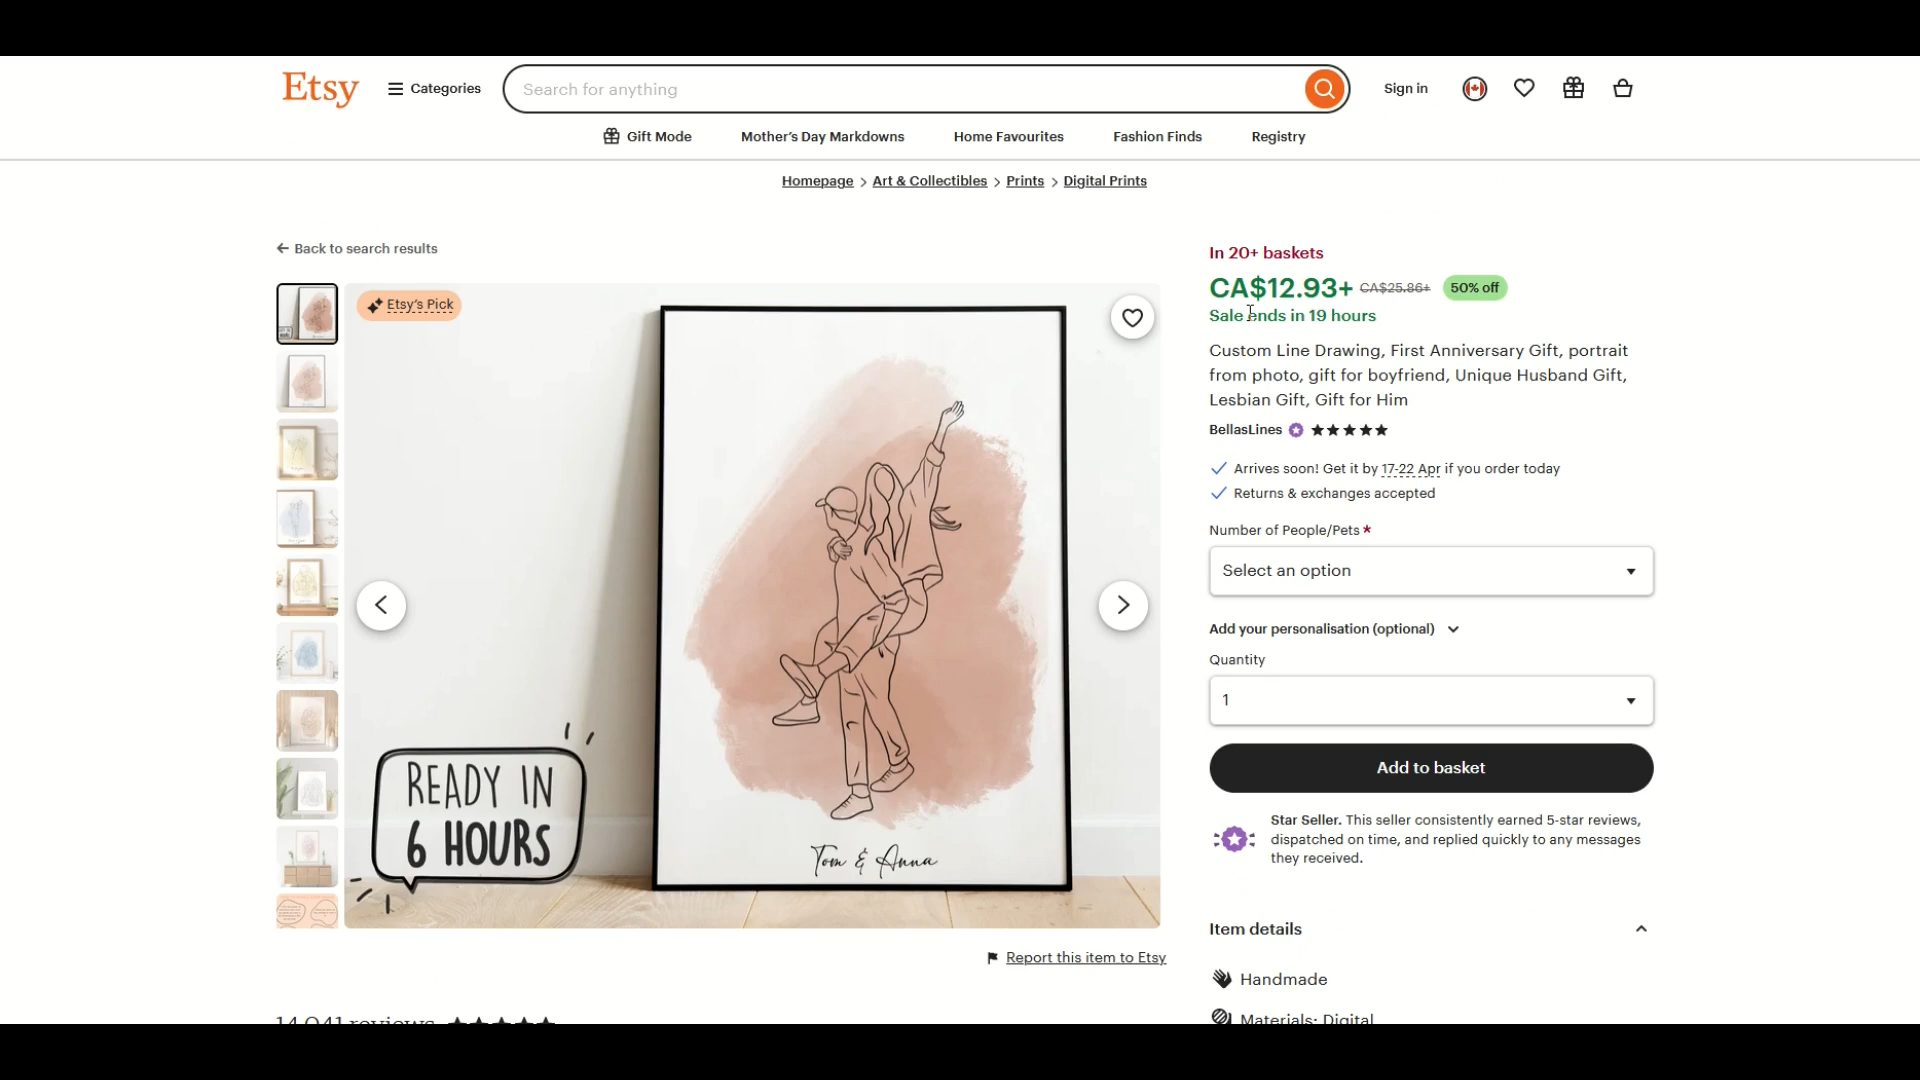 Etsy
Categories
Search for anything
Sign in
Gift Mode
Mother's Day Markdowns
Home Favourites
Fashion Finds
Registry
Homepage > Art & Collectibles > Prints > Digital Prints
Back to search results
Etsy's Pick
READY IN
6 HOURS
Tom & Anna
Report this item to Etsy
14,041 reviews
In 20+ baskets
CA$12.93+ CA$25.86+ 50% off
Sale ends in 19 hours
Custom Line Drawing, First Anniversary Gift, portrait
from photo, gift for boyfriend, Unique Husband Gift,
Lesbian Gift, Gift for Him
BellasLines
Arrives soon! Get it by 17-22 Apr if you order today
Returns & exchanges accepted
Number of People/Pets *
Select an option
Add your personalisation (optional)
Quantity
1
Add to basket
Star Seller. This seller consistently earned 5-star reviews,
dispatched on time, and replied quickly to any messages
they received.
Item details
Handmade
Materials: Digital